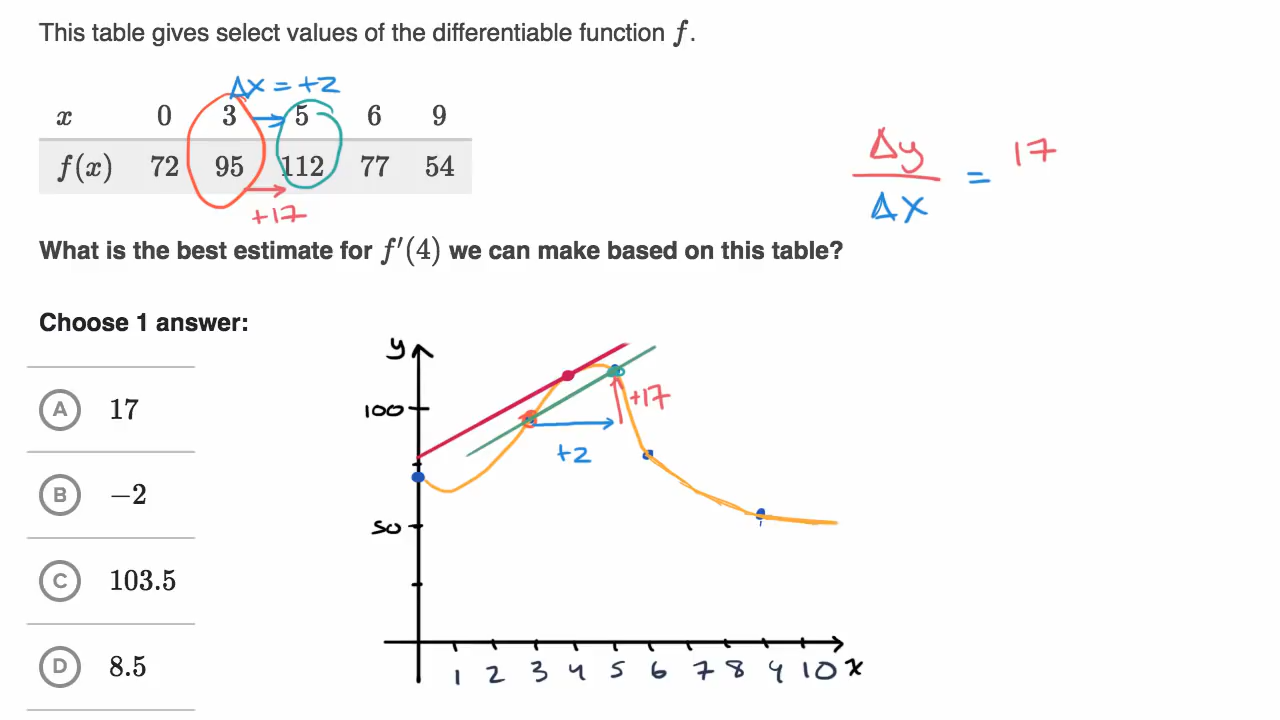 This table gives select values of the differentiable function f.
Δx = +2
x 0 3 5 6 9
f(x) 72 95 112 77 54
+17
Δy/Δx = 17
What is the best estimate for f′(4) we can make based on this table?
Choose 1 answer:
A 17
B −2
C 103.5
D 8.5
y
100
+17
+2
50
1 2 3 4 5 6 7 8 9 10 x